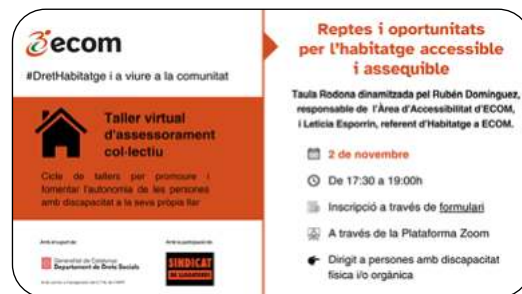 ecom
#DretHabitatge i a viure a la comunitat
Taller virtual
d'assessorament
col·lectiu
Cicle de tallers per promoure i
fomentar l'autonomia de les persones
amb discapacitat a la seva pròpia llar
Amb el suport de:
Generalitat de Catalunya
Departament de Drets Socials
Amb la participació de:
SINDICAT
DE LLOGATERES
Reptes i oportunitats
per l'habitatge accessible
i assequible
Taula Rodona dinamitzada pel Rubén Domínguez,
responsable de l'Àrea d'Accessibilitat d'ECOM,
i Leticia Esporrín, referent d'Habitatge a ECOM.
2 de novembre
De 17:30 a 19:00h
Inscripció a través de formulari
A través de la Plataforma Zoom
Dirigit a persones amb discapacitat
física i/o orgànica